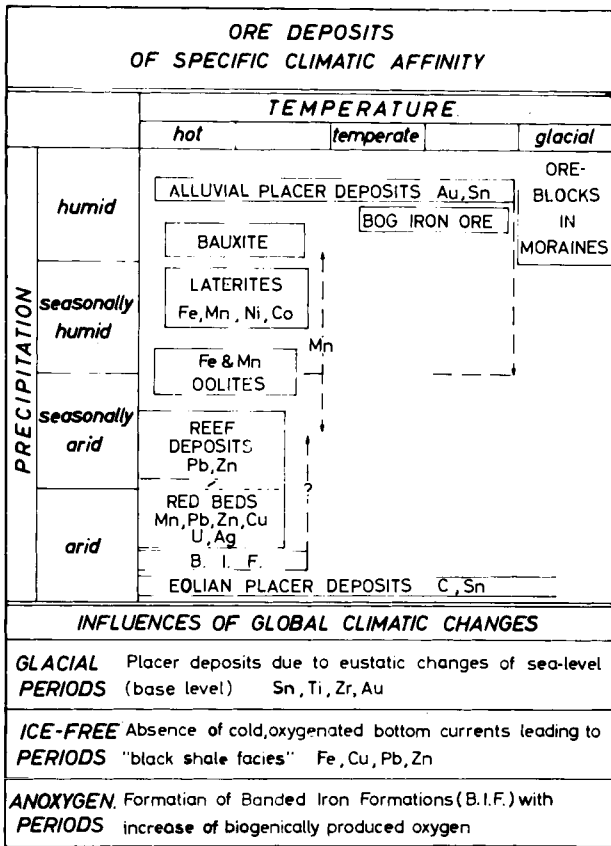 ORE DEPOSITS
OF SPECIFIC CLIMATIC AFFINITY
TEMPERATURE
hot temperate glacial
PRECIPITATION
humid
seasonally
humid
seasonally
arid
arid
ALLUVIAL PLACER DEPOSITS Au,Sn
BOG IRON ORE
ORE-
BLOCKS
IN
MORAINES
BAUXITE
LATERITES
Fe,Mn, Ni,Co
Mn
Fe & Mn
OOLITES
REEF
DEPOSITS
Pb,Zn
?
RED BEDS
Mn,Pb,Zn,Cu
U,Ag
B. I. F.
EOLIAN PLACER DEPOSITS C,Sn
INFLUENCES OF GLOBAL CLIMATIC CHANGES
GLACIAL Placer deposits due to eustatic changes of sea-level
PERIODS (base level) Sn,Ti,Zr,Au
ICE-FREE Absence of cold,oxygenated bottom currents leading to
PERIODS "black shale facies" Fe,Cu,Pb,Zn
ANOXYGEN. Formation of Banded Iron Formations(B.I.F.) with
PERIODS increase of biogenically produced oxygen